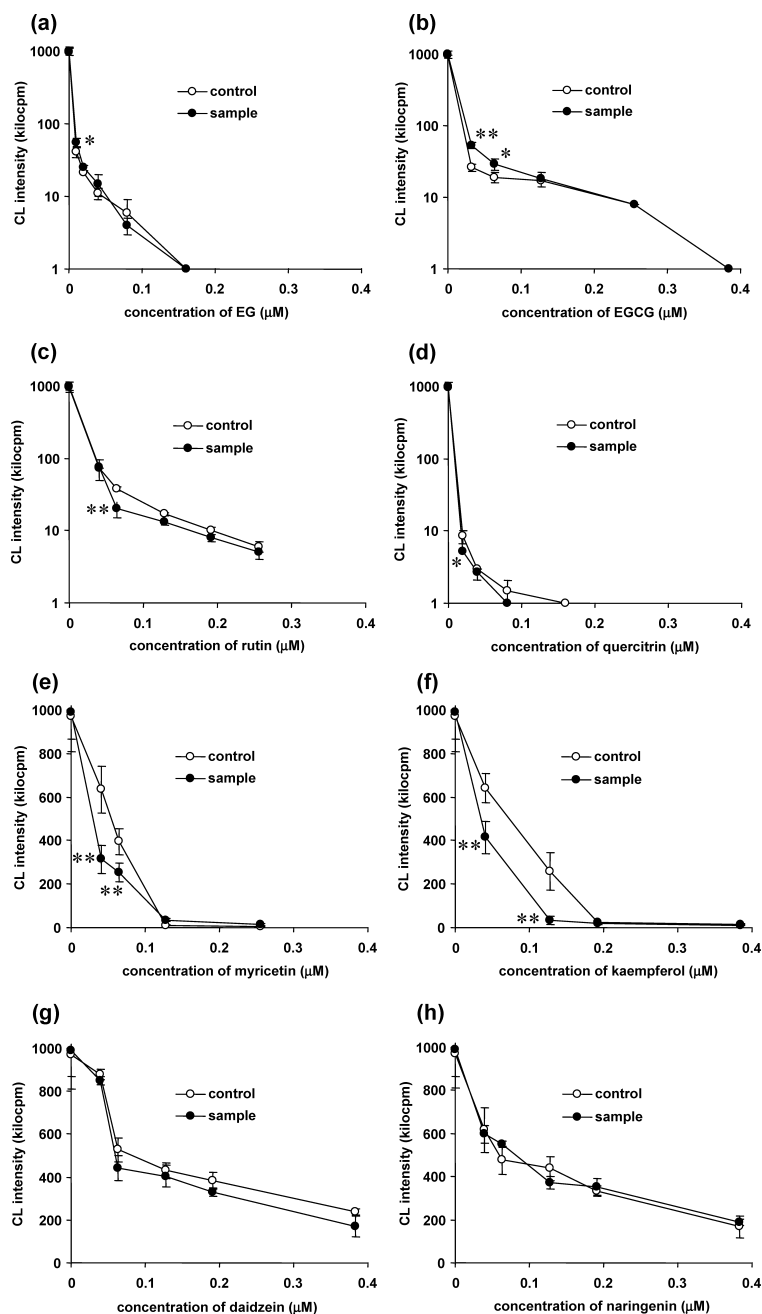 (a)
CL intensity (kilocpm)
1000
100
10
1
control
sample
*
0 0.1 0.2 0.3 0.4
concentration of EG (μM)
(b)
CL intensity (kilocpm)
1000
100
10
1
control
sample
**
*
0 0.1 0.2 0.3 0.4
concentration of EGCG (μM)
(c)
CL intensity (kilocpm)
1000
100
10
1
control
sample
**
0 0.1 0.2 0.3 0.4
concentration of rutin (μM)
(d)
CL intensity (kilocpm)
1000
100
10
1
control
sample
*
0 0.1 0.2 0.3 0.4
concentration of quercitrin (μM)
(e)
CL intensity (kilocpm)
1000
800
600
400
200
0
control
sample
**
**
0 0.1 0.2 0.3 0.4
concentration of myricetin (μM)
(f)
CL intensity (kilocpm)
1000
800
600
400
200
0
control
sample
**
**
0 0.1 0.2 0.3 0.4
concentration of kaempferol (μM)
(g)
CL intensity (kilocpm)
1000
800
600
400
200
0
control
sample
0 0.1 0.2 0.3 0.4
concentration of daidzein (μM)
(h)
CL intensity (kilocpm)
1000
800
600
400
200
0
control
sample
0 0.1 0.2 0.3 0.4
concentration of naringenin (μM)